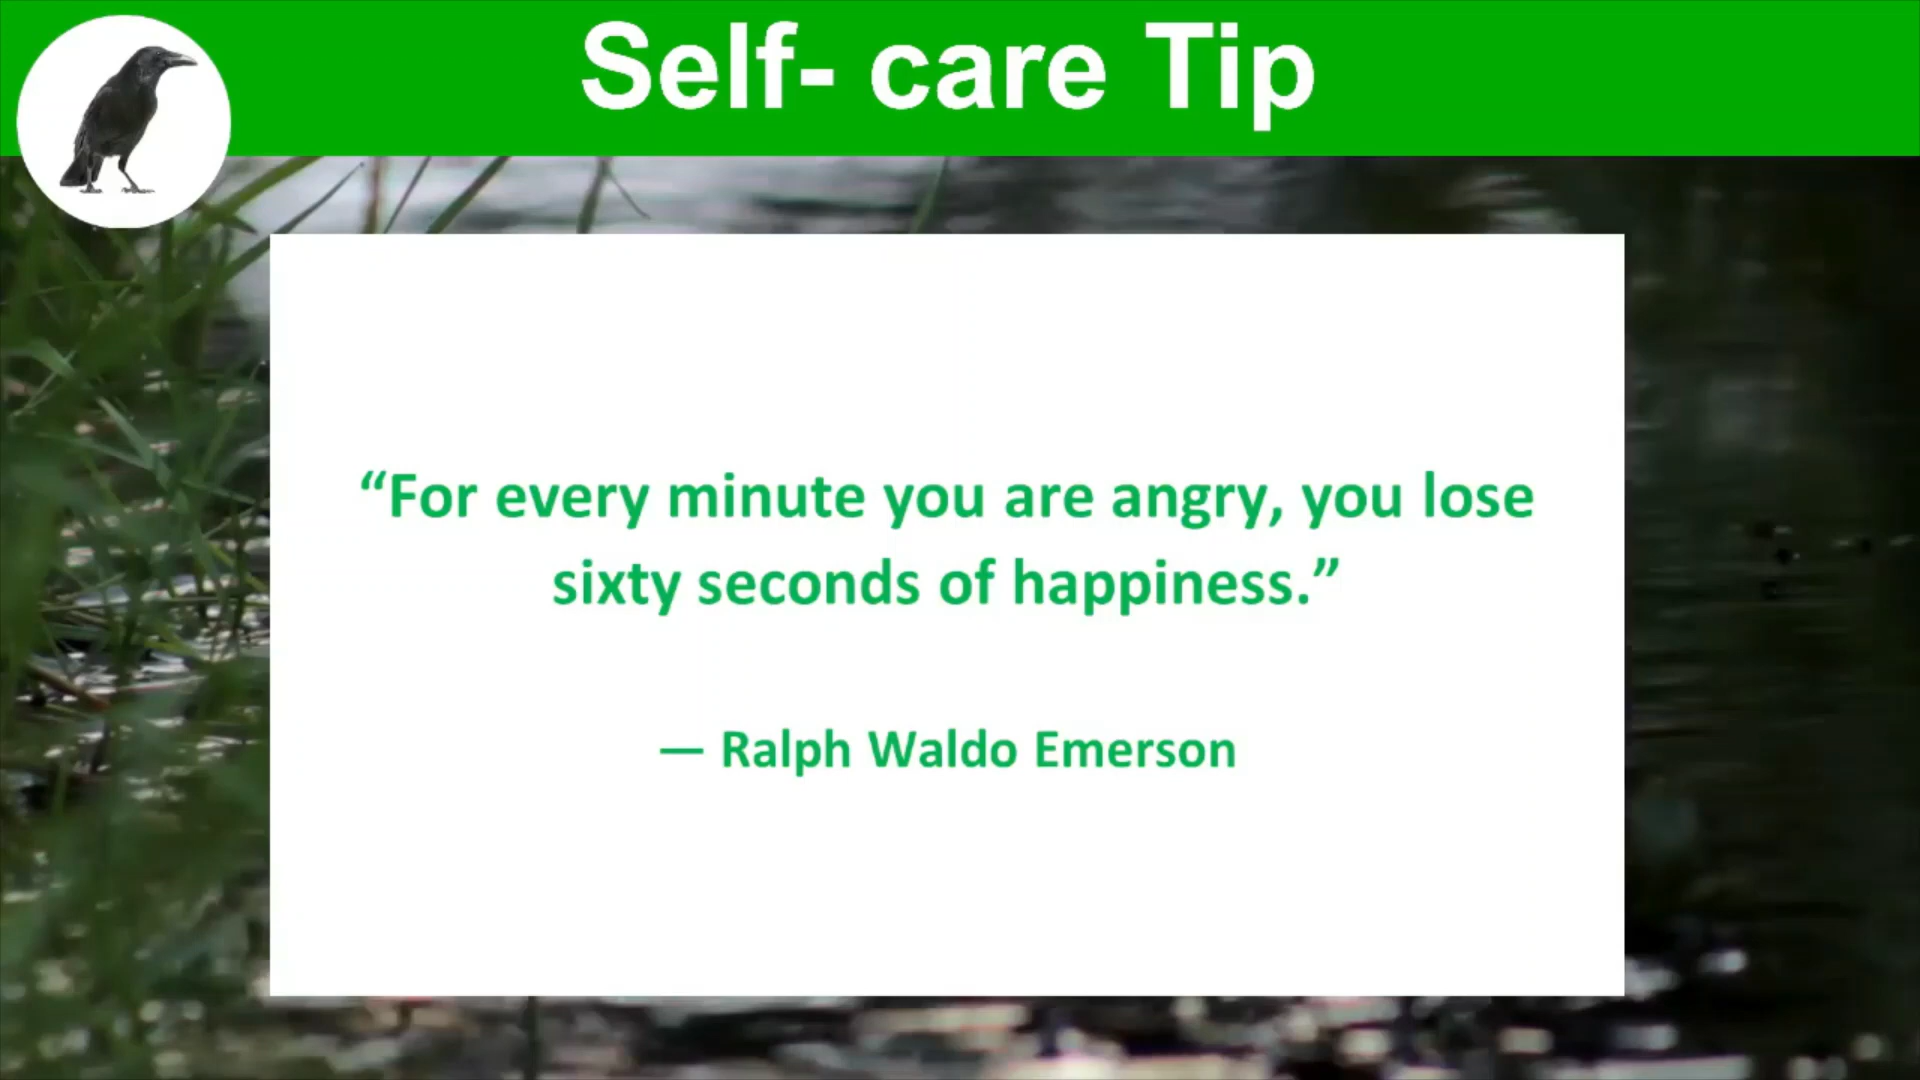 Self- care Tip
“For every minute you are angry, you lose
sixty seconds of happiness.”
— Ralph Waldo Emerson